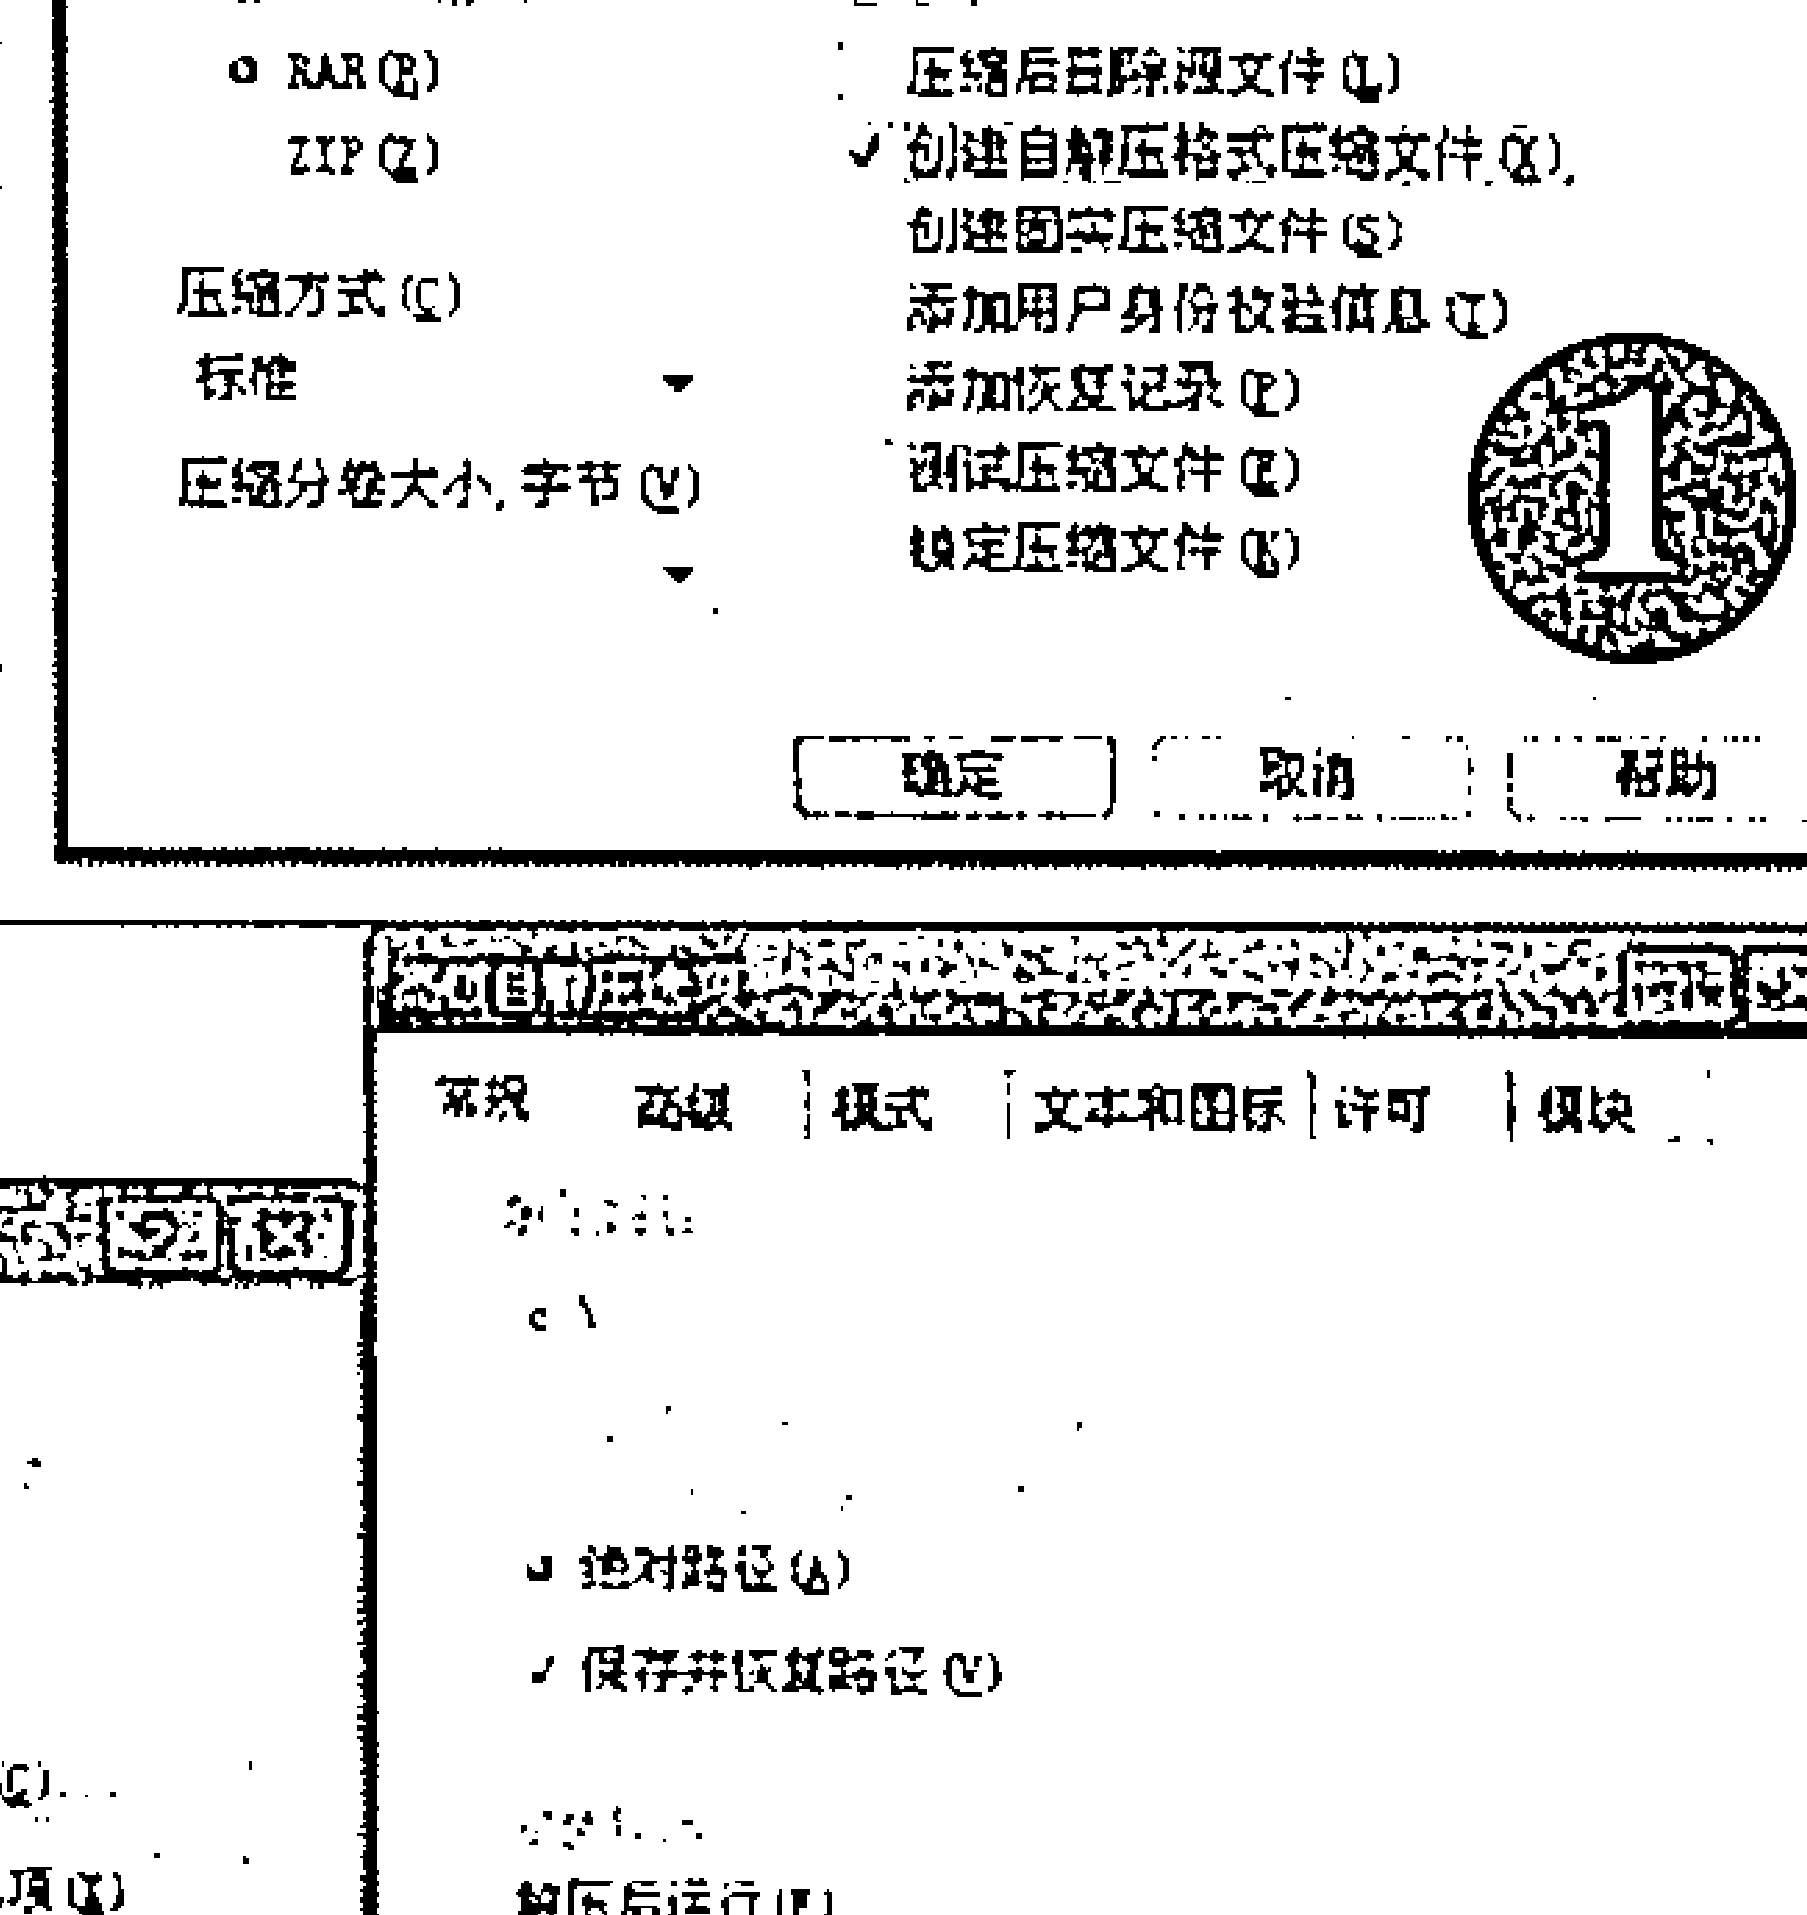 RAR(R)
ZIP(Z)
压缩方式(C)
标准
压缩分卷大小,字节(V)
压缩后删除源文件(L)
✓ 创建自解压格式压缩文件(X)
创建固实压缩文件(S)
添加用户身份校验信息(T)
添加恢复记录(P)
测试压缩文件(E)
锁定压缩文件(K)
1
确定 取消 帮助
常规 高级 模式 文本和图标 许可 模块
c \
绝对路径(A)
✓ 保存并恢复路径(V)
(C)...
项(X)
解压后运行(F)